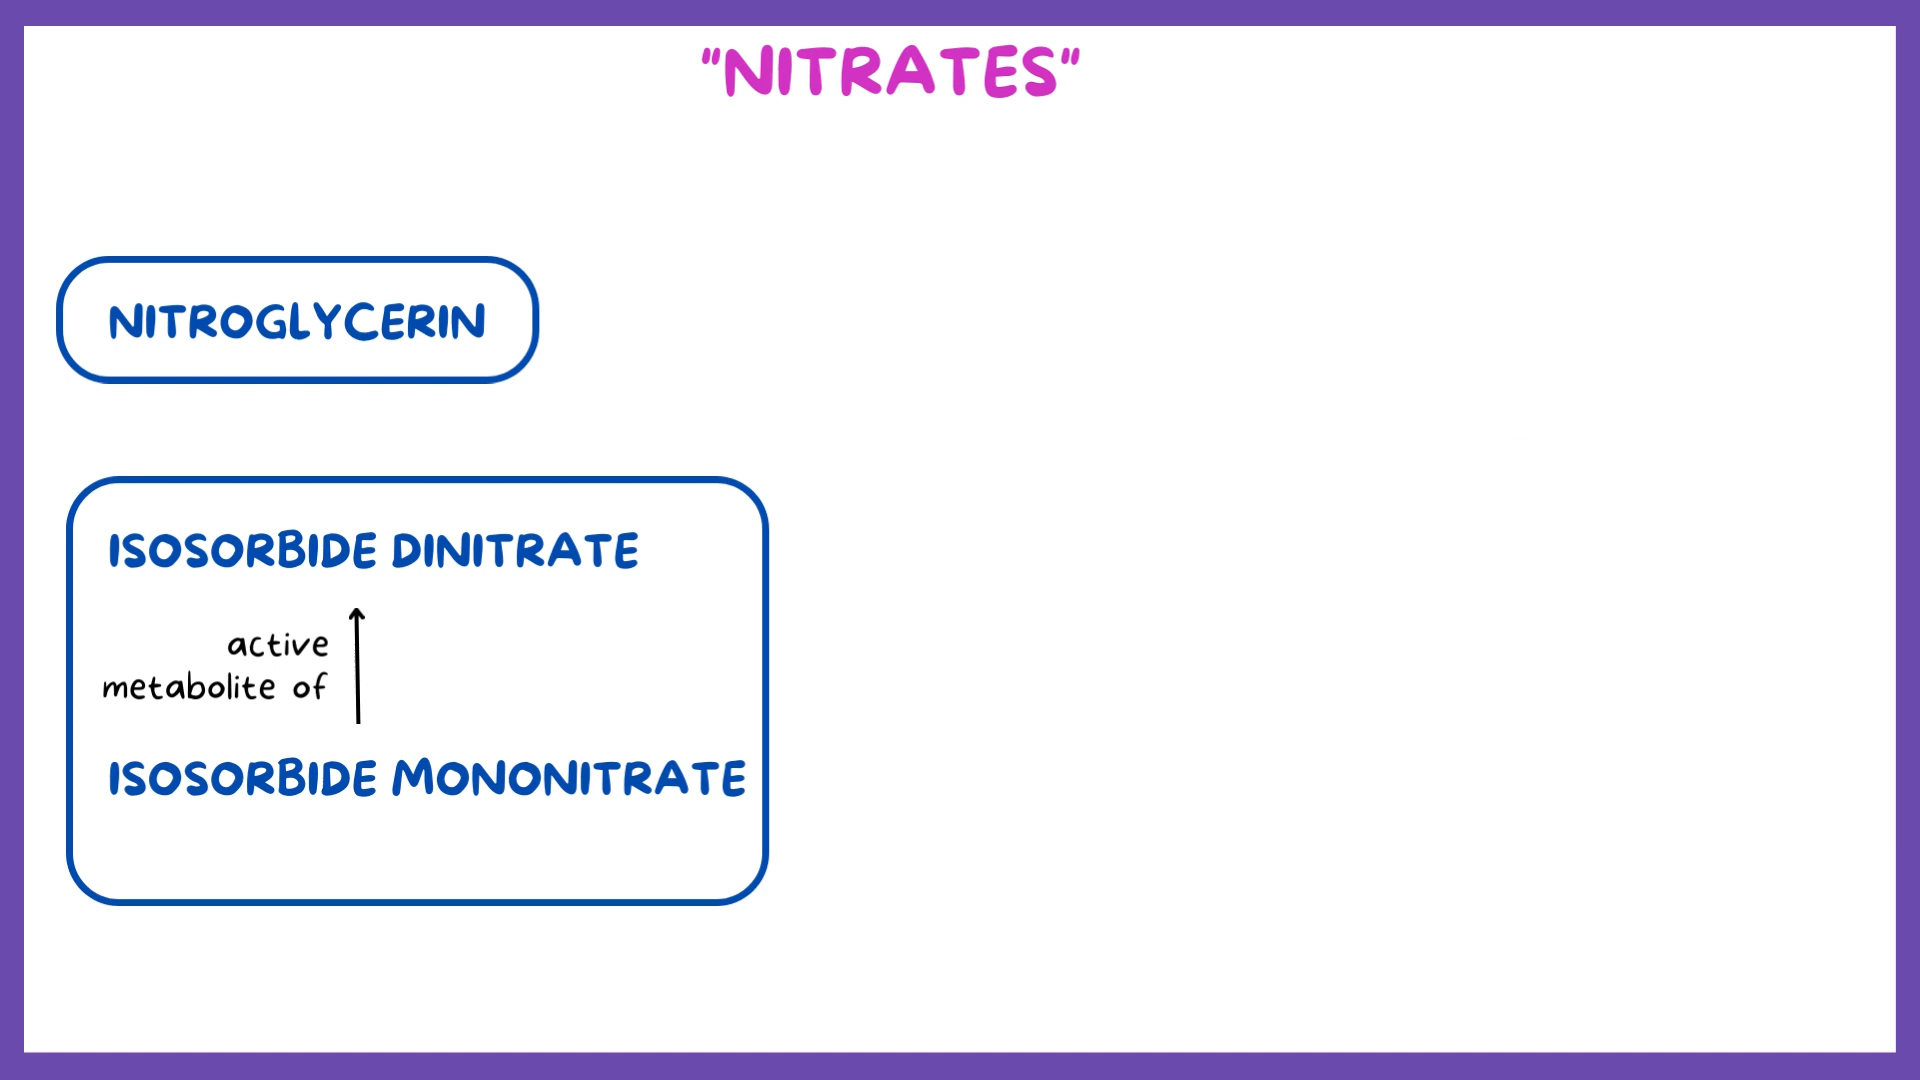 "NITRATES"
NITROGLYCERIN
ISOSORBIDE DINITRATE
active
metabolite of
ISOSORBIDE MONONITRATE